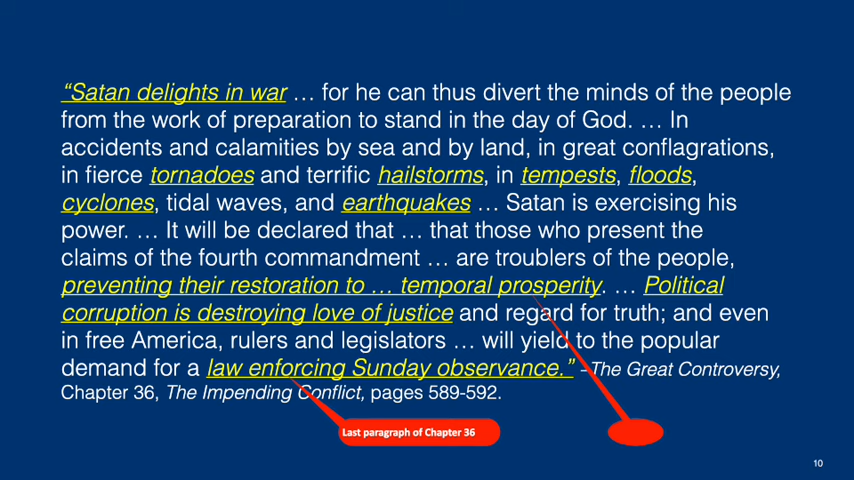 “Satan delights in war … for he can thus divert the minds of the people
from the work of preparation to stand in the day of God. … In
accidents and calamities by sea and by land, in great conflagrations,
in fierce tornadoes and terrific hailstorms, in tempests, floods,
cyclones, tidal waves, and earthquakes … Satan is exercising his
power. … It will be declared that … that those who present the
claims of the fourth commandment … are troublers of the people,
preventing their restoration to … temporal prosperity. … Political
corruption is destroying love of justice and regard for truth; and even
in free America, rulers and legislators … will yield to the popular
demand for a law enforcing Sunday observance.” –The Great Controversy,
Chapter 36, The Impending Conflict, pages 589-592.
Last paragraph of Chapter 36
10